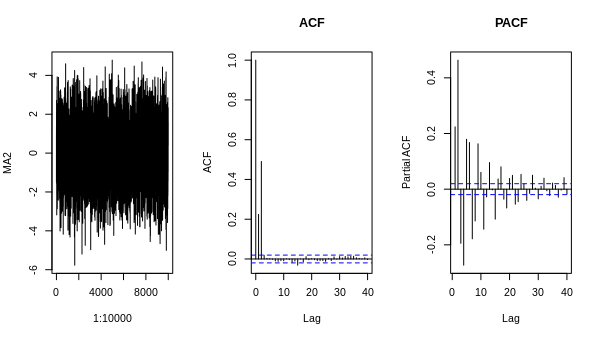 MA2
-6 -4 -2 0 2 4
0 4000 8000
1:10000
ACF
ACF
0.0 0.2 0.4 0.6 0.8 1.0
0 10 20 30 40
Lag
PACF
Partial ACF
-0.2 0.0 0.2 0.4
0 10 20 30 40
Lag